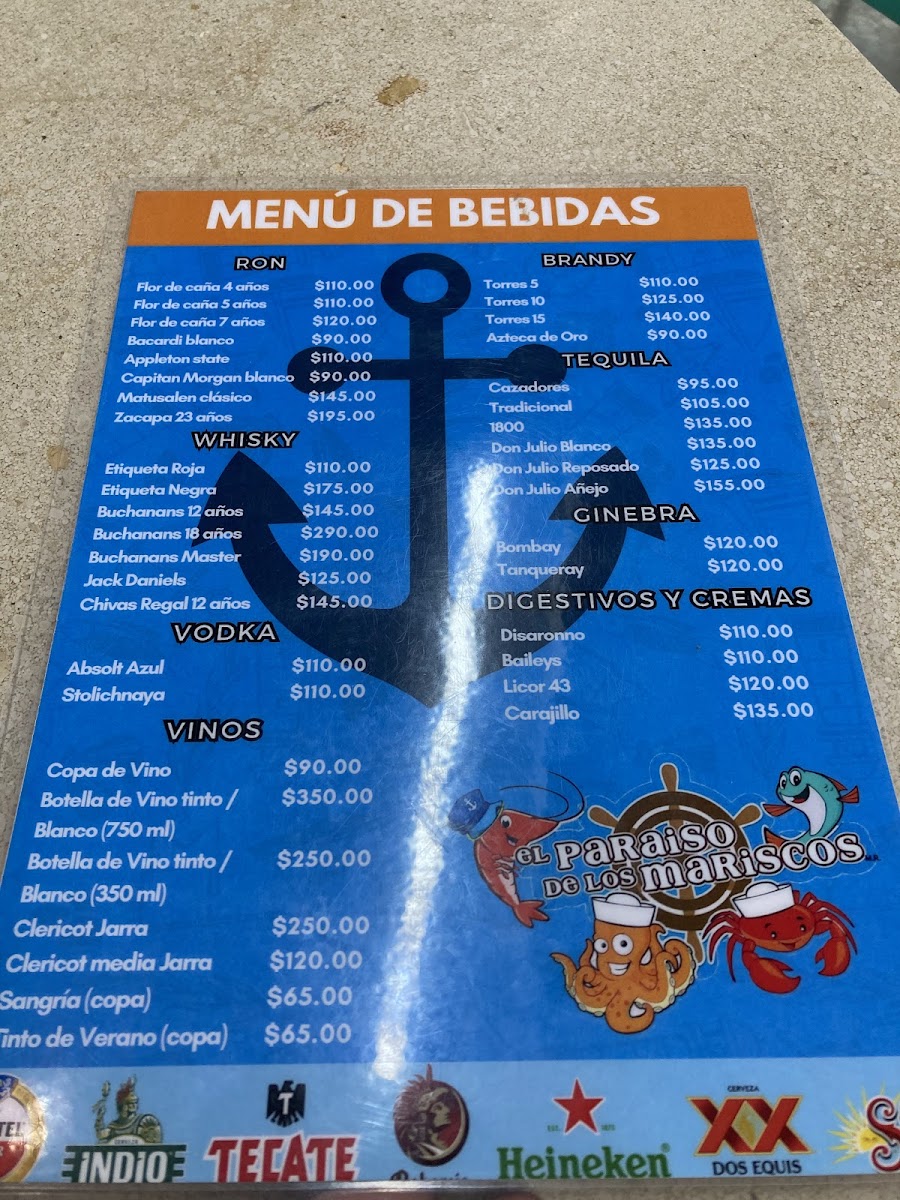 MENÚ DE BEBIDAS
RON
Flor de caña 4 años $110.00
Flor de caña 5 años $110.00
Flor de caña 7 años $120.00
Bacardi blanco $90.00
Appleton state $110.00
Capitan Morgan blanco $90.00
Matusalen clásico $145.00
Zacapa 23 años $195.00
WHISKY
Etiqueta Roja $110.00
Etiqueta Negra $175.00
Buchanans 12 años $145.00
Buchanans 18 años $290.00
Buchanans Master $190.00
Jack Daniels $125.00
Chivas Regal 12 años $145.00
VODKA
Absolt Azul $110.00
Stolichnaya $110.00
VINOS
Copa de Vino $90.00
Botella de Vino tinto / $350.00
Blanco (750 ml)
Botella de Vino tinto / $250.00
Blanco (350 ml)
Clericot Jarra $250.00
Clericot media Jarra $120.00
Sangría (copa) $65.00
Tinto de Verano (copa) $65.00
BRANDY
Torres 5 $110.00
Torres 10 $125.00
Torres 15 $140.00
Azteca de Oro $90.00
TEQUILA
Cazadores $95.00
Tradicional $105.00
1800 $135.00
Don Julio Blanco $135.00
Don Julio Reposado $125.00
Don Julio Añejo $155.00
GINEBRA
Bombay $120.00
Tanqueray $120.00
DIGESTIVOS Y CREMAS
Disaronno $110.00
Baileys $110.00
Licor 43 $120.00
Carajillo $135.00
EL PARAISO
DE LOS MARISCOS M.R.
CERVEZA
INDIO
T
TECATE
EST. 1873
Heineken
CERVEZA
XX
DOS EQUIS